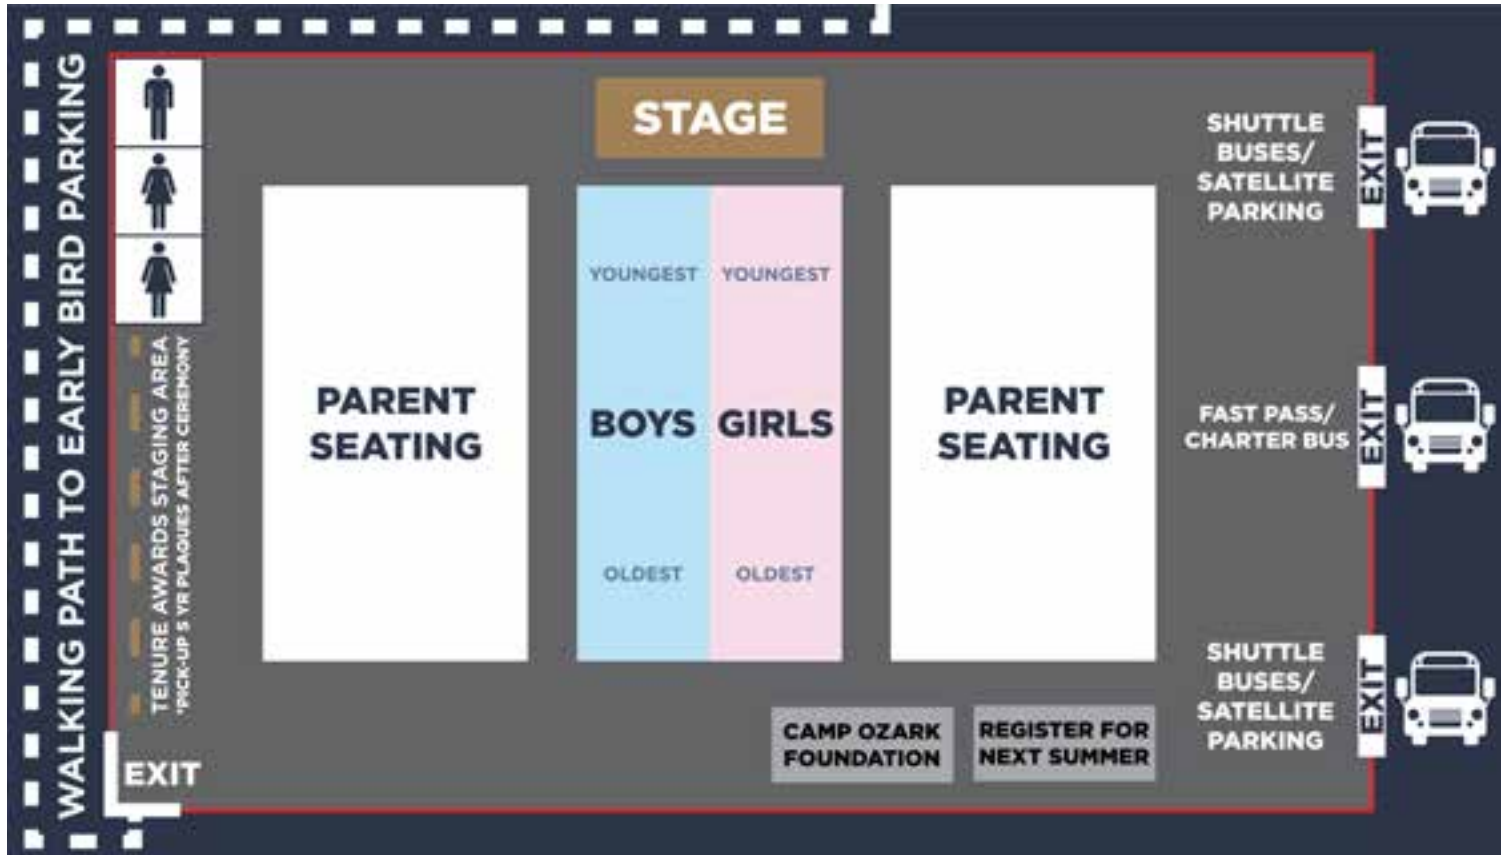 WALKING PATH TO EARLY BIRD PARKING
STAGE
SHUTTLE
BUSES/
SATELLITE
PARKING
EXIT
YOUNGEST
YOUNGEST
PARENT
SEATING
BOYS
GIRLS
PARENT
SEATING
FAST PASS/
CHARTER BUS
EXIT
TENURE AWARDS STAGING AREA
*PICK-UP 5 YR PLAQUES AFTER CEREMONY
OLDEST
OLDEST
SHUTTLE
BUSES/
SATELLITE
PARKING
EXIT
CAMP OZARK
FOUNDATION
REGISTER FOR
NEXT SUMMER
EXIT